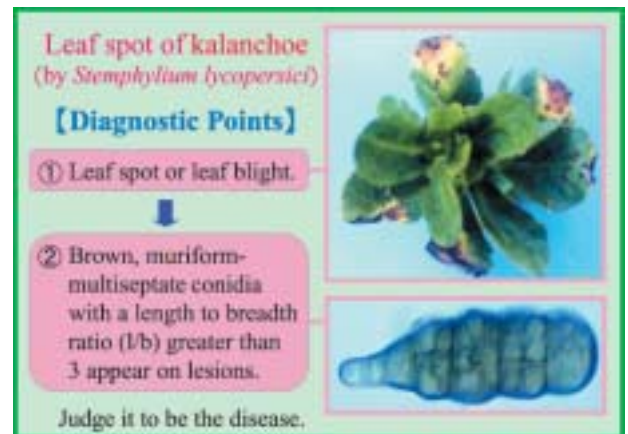 Leaf spot of kalanchoe
(by Stemphylium lycopersici)
【Diagnostic Points】
① Leaf spot or leaf blight.
② Brown, muriform-
multiseptate conidia
with a length to breadth
ratio (l/b) greater than
3 appear on lesions.
Judge it to be the disease.